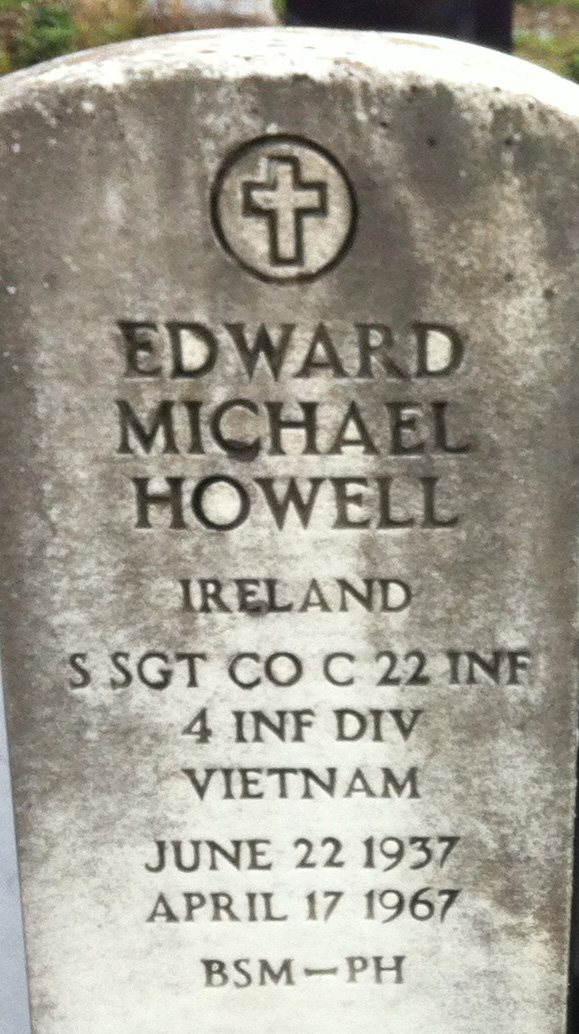 EDWARD
MICHAEL
HOWELL
IRELAND
S SGT CO C 22 INF
4 INF DIV
VIETNAM
JUNE 22 1937
APRIL 17 1967
BSM—PH